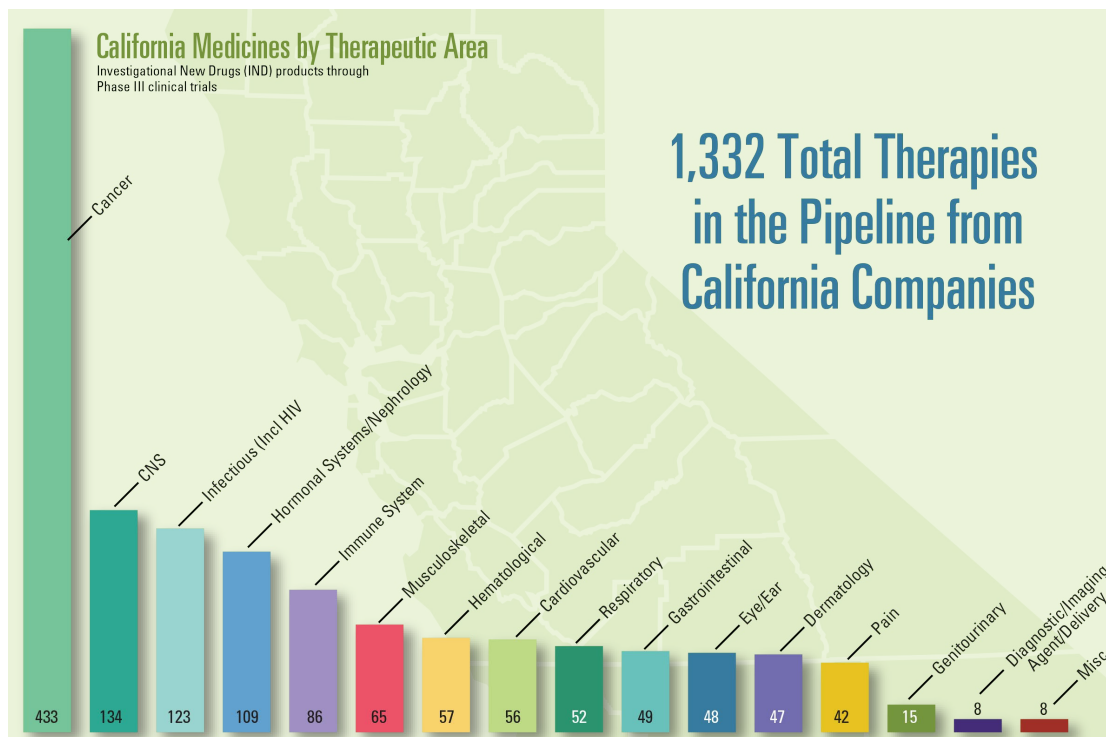 California Medicines by Therapeutic Area
Investigational New Drugs (IND) products through
Phase III clinical trials
1,332 Total Therapies
in the Pipeline from
California Companies
Cancer
CNS
Infectious (Incl HIV
Hormonal Systems/Nephrology
Immune System
Musculoskeletal
Hematological
Cardiovascular
Respiratory
Gastrointestinal
Eye/Ear
Dermatology
Pain
Genitourinary
Diagnostic/Imaging
Agent/Delivery
Misc
433
134
123
109
86
65
57
56
52
49
48
47
42
15
8
8